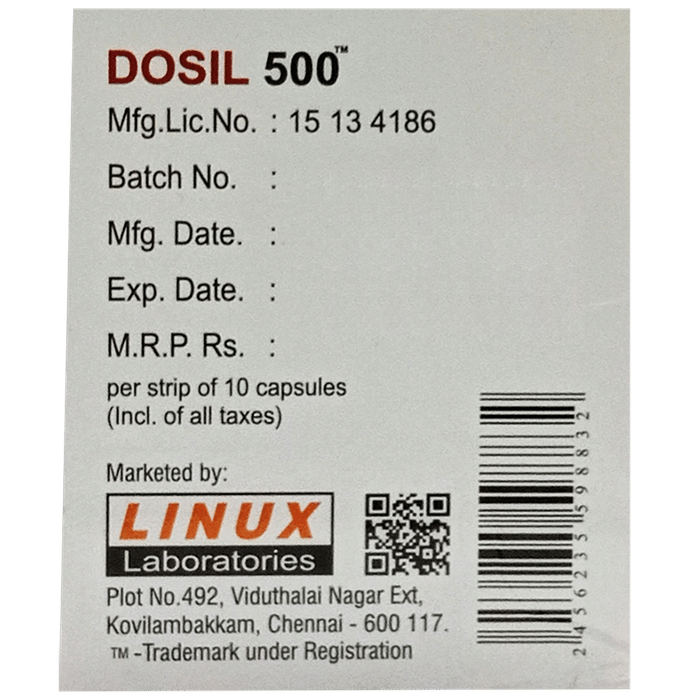 DOSIL 500™
Mfg.Lic.No. : 15 13 4186
Batch No. :
Mfg. Date. :
Exp. Date. :
M.R.P. Rs. :
per strip of 10 capsules
(Incl. of all taxes)
Marketed by:
LINUX
Laboratories
Plot No.492, Viduthalai Nagar Ext,
Kovilambakkam, Chennai - 600 117.
TM -Trademark under Registration
2456235598832